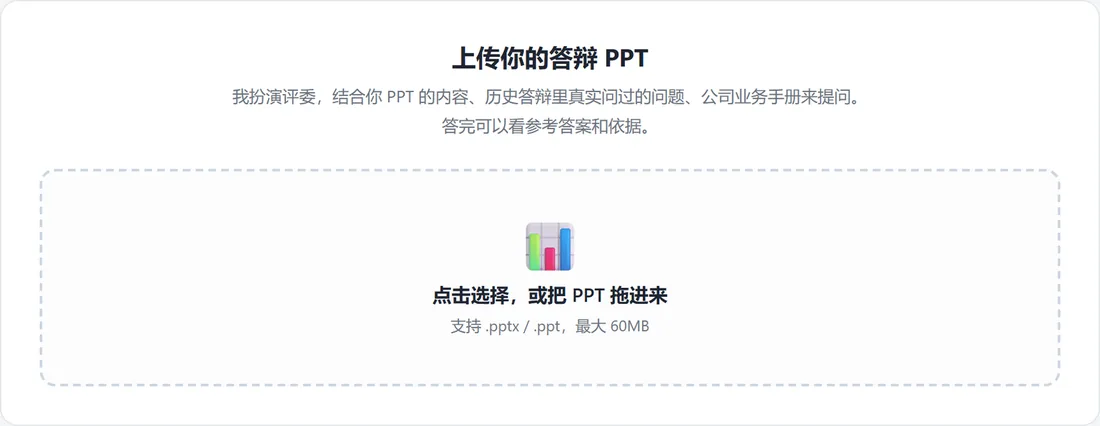 上传你的答辩 PPT
我扮演评委，结合你 PPT 的内容、历史答辩里真实问过的问题、公司业务手册来提问。
答完可以看参考答案和依据。
点击选择，或把 PPT 拖进来
支持 .pptx / .ppt，最大 60MB